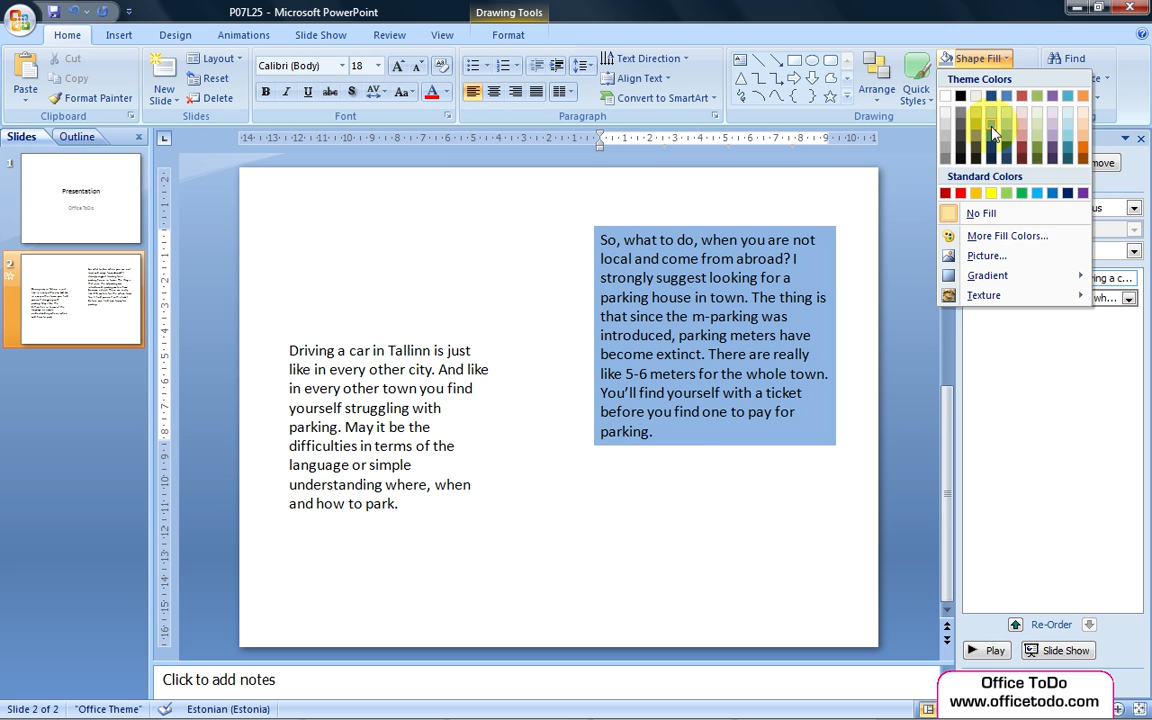 P07L25 - Microsoft PowerPoint
Drawing Tools
Home
Insert
Design
Animations
Slide Show
Review
View
Format
Paste
Cut
Copy
Format Painter
Clipboard
New
Slide
Layout
Reset
Delete
Slides
Calibri (Body)
18
Font
Text Direction
Align Text
Convert to SmartArt
Paragraph
Arrange
Quick
Styles
Drawing
Shape Fill
Find
Theme Colors
Standard Colors
No Fill
More Fill Colors...
Picture...
Gradient
Texture
Slides
Outline
1
Presentation
Office ToDo
2
So, what to do, when you are not
local and come from abroad? I
strongly suggest looking for a
parking house in town. The thing is
that since the m-parking was
introduced, parking meters have
become extinct. There are really
like 5-6 meters for the whole town.
You'll find yourself with a ticket
before you find one to pay for
parking.
Driving a car in Tallinn is just
like in every other city. And like
in every other town you find
yourself struggling with
parking. May it be the
difficulties in terms of the
language or simple
understanding where, when
and how to park.
Re-Order
Play
Slide Show
Click to add notes
Slide 2 of 2
"Office Theme"
Estonian (Estonia)
Office ToDo
www.officetodo.com